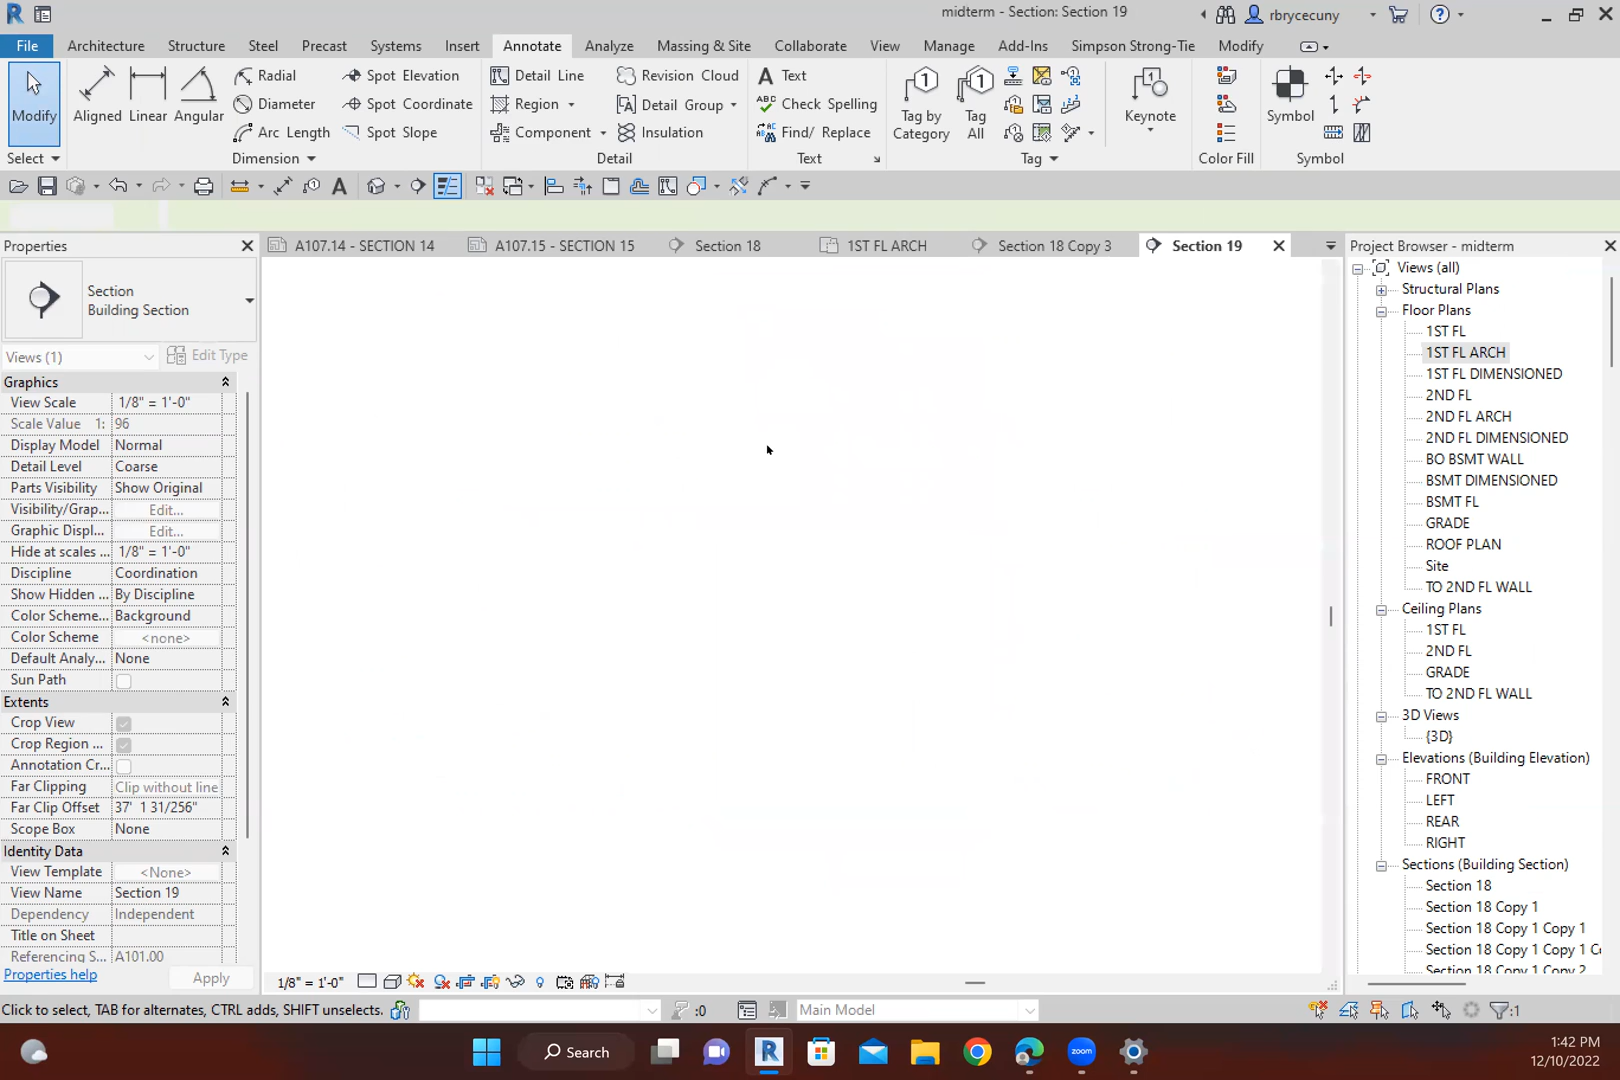 midterm - Section: Section 19
rbrycecuny
File Architecture Structure Steel Precast Systems Insert Annotate Analyze Massing & Site Collaborate View Manage Add-Ins Simpson Strong-Tie Modify
Radial Spot Elevation Detail Line Revision Cloud Text
Diameter Spot Coordinate Region Detail Group Check Spelling
Arc Length Spot Slope Component Insulation Find/ Replace
Modify Aligned Linear Angular Tag by Category Tag All Keynote Symbol
Select Dimension Detail Text Tag Color Fill Symbol
Properties
A107.14 - SECTION 14 A107.15 - SECTION 15 Section 18 1ST FL ARCH Section 18 Copy 3 Section 19
Project Browser - midterm
Section
Building Section
Views (1) Edit Type
Graphics
View Scale 1/8" = 1'-0"
Scale Value 1: 96
Display Model Normal
Detail Level Coarse
Parts Visibility Show Original
Visibility/Grap... Edit...
Graphic Displ... Edit...
Hide at scales ... 1/8" = 1'-0"
Discipline Coordination
Show Hidden ... By Discipline
Color Scheme... Background
Color Scheme <none>
Default Analy... None
Sun Path
Extents
Crop View
Crop Region ...
Annotation Cr...
Far Clipping Clip without line
Far Clip Offset 37' 1 31/256"
Scope Box None
Identity Data
View Template <None>
View Name Section 19
Dependency Independent
Title on Sheet
Referencing S... A101.00
Properties help Apply
Views (all)
Structural Plans
Floor Plans
1ST FL
1ST FL ARCH
1ST FL DIMENSIONED
2ND FL
2ND FL ARCH
2ND FL DIMENSIONED
BO BSMT WALL
BSMT DIMENSIONED
BSMT FL
GRADE
ROOF PLAN
Site
TO 2ND FL WALL
Ceiling Plans
1ST FL
2ND FL
GRADE
TO 2ND FL WALL
3D Views
{3D}
Elevations (Building Elevation)
FRONT
LEFT
REAR
RIGHT
Sections (Building Section)
Section 18
Section 18 Copy 1
Section 18 Copy 1 Copy 1
Section 18 Copy 1 Copy 1 C
Section 18 Copy 1 Copy 2
1/8" = 1'-0"
Click to select, TAB for alternates, CTRL adds, SHIFT unselects. :0 Main Model :1
Search
zoom
1:42 PM
12/10/2022